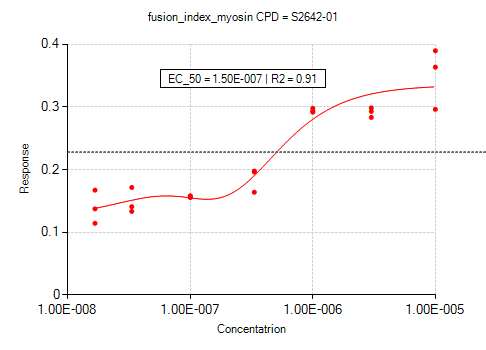 fusion_index_myosin CPD = S2642-01
0.4
EC_50 = 1.50E-007 | R2 = 0.91
0.3
0.2
0.1
0
Response
1.00E-008 1.00E-007 1.00E-006 1.00E-005
Concentatrion